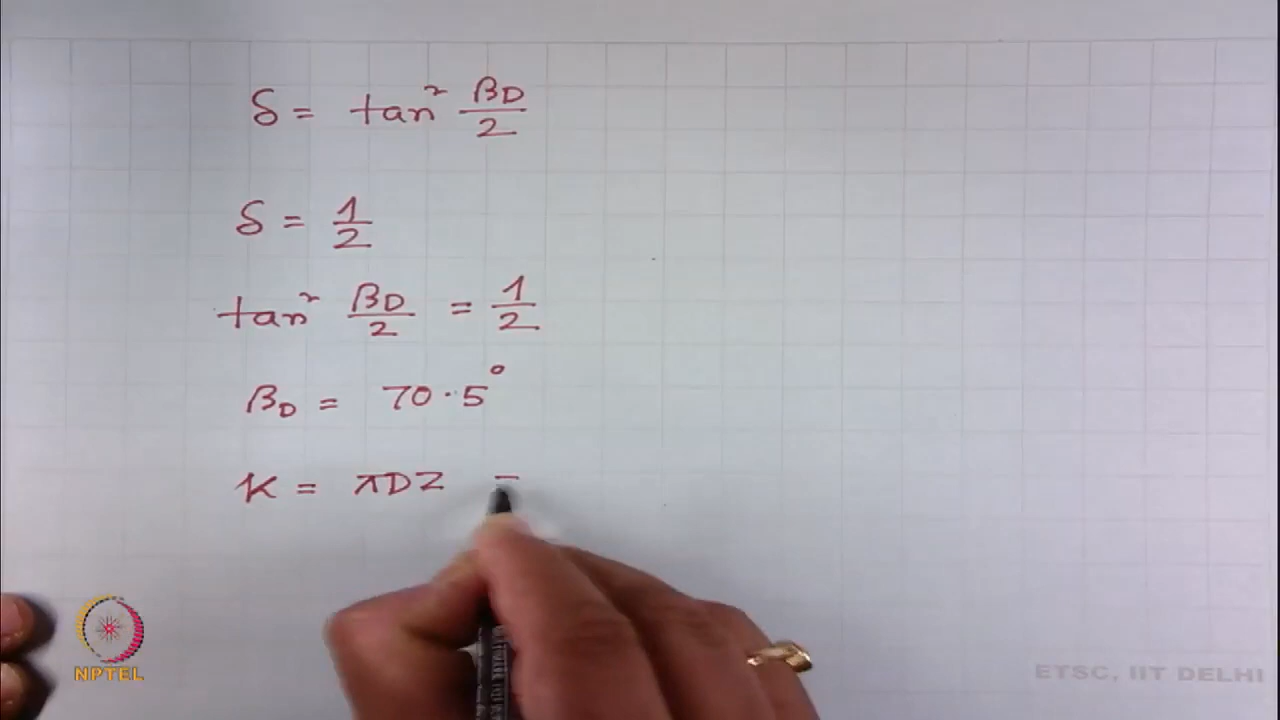 δ = tan² βD/2
δ = 1/2
tan² βD/2 = 1/2
βD = 70.5°
K = πDZ =
NPTEL
ETSC, IIT DELHI